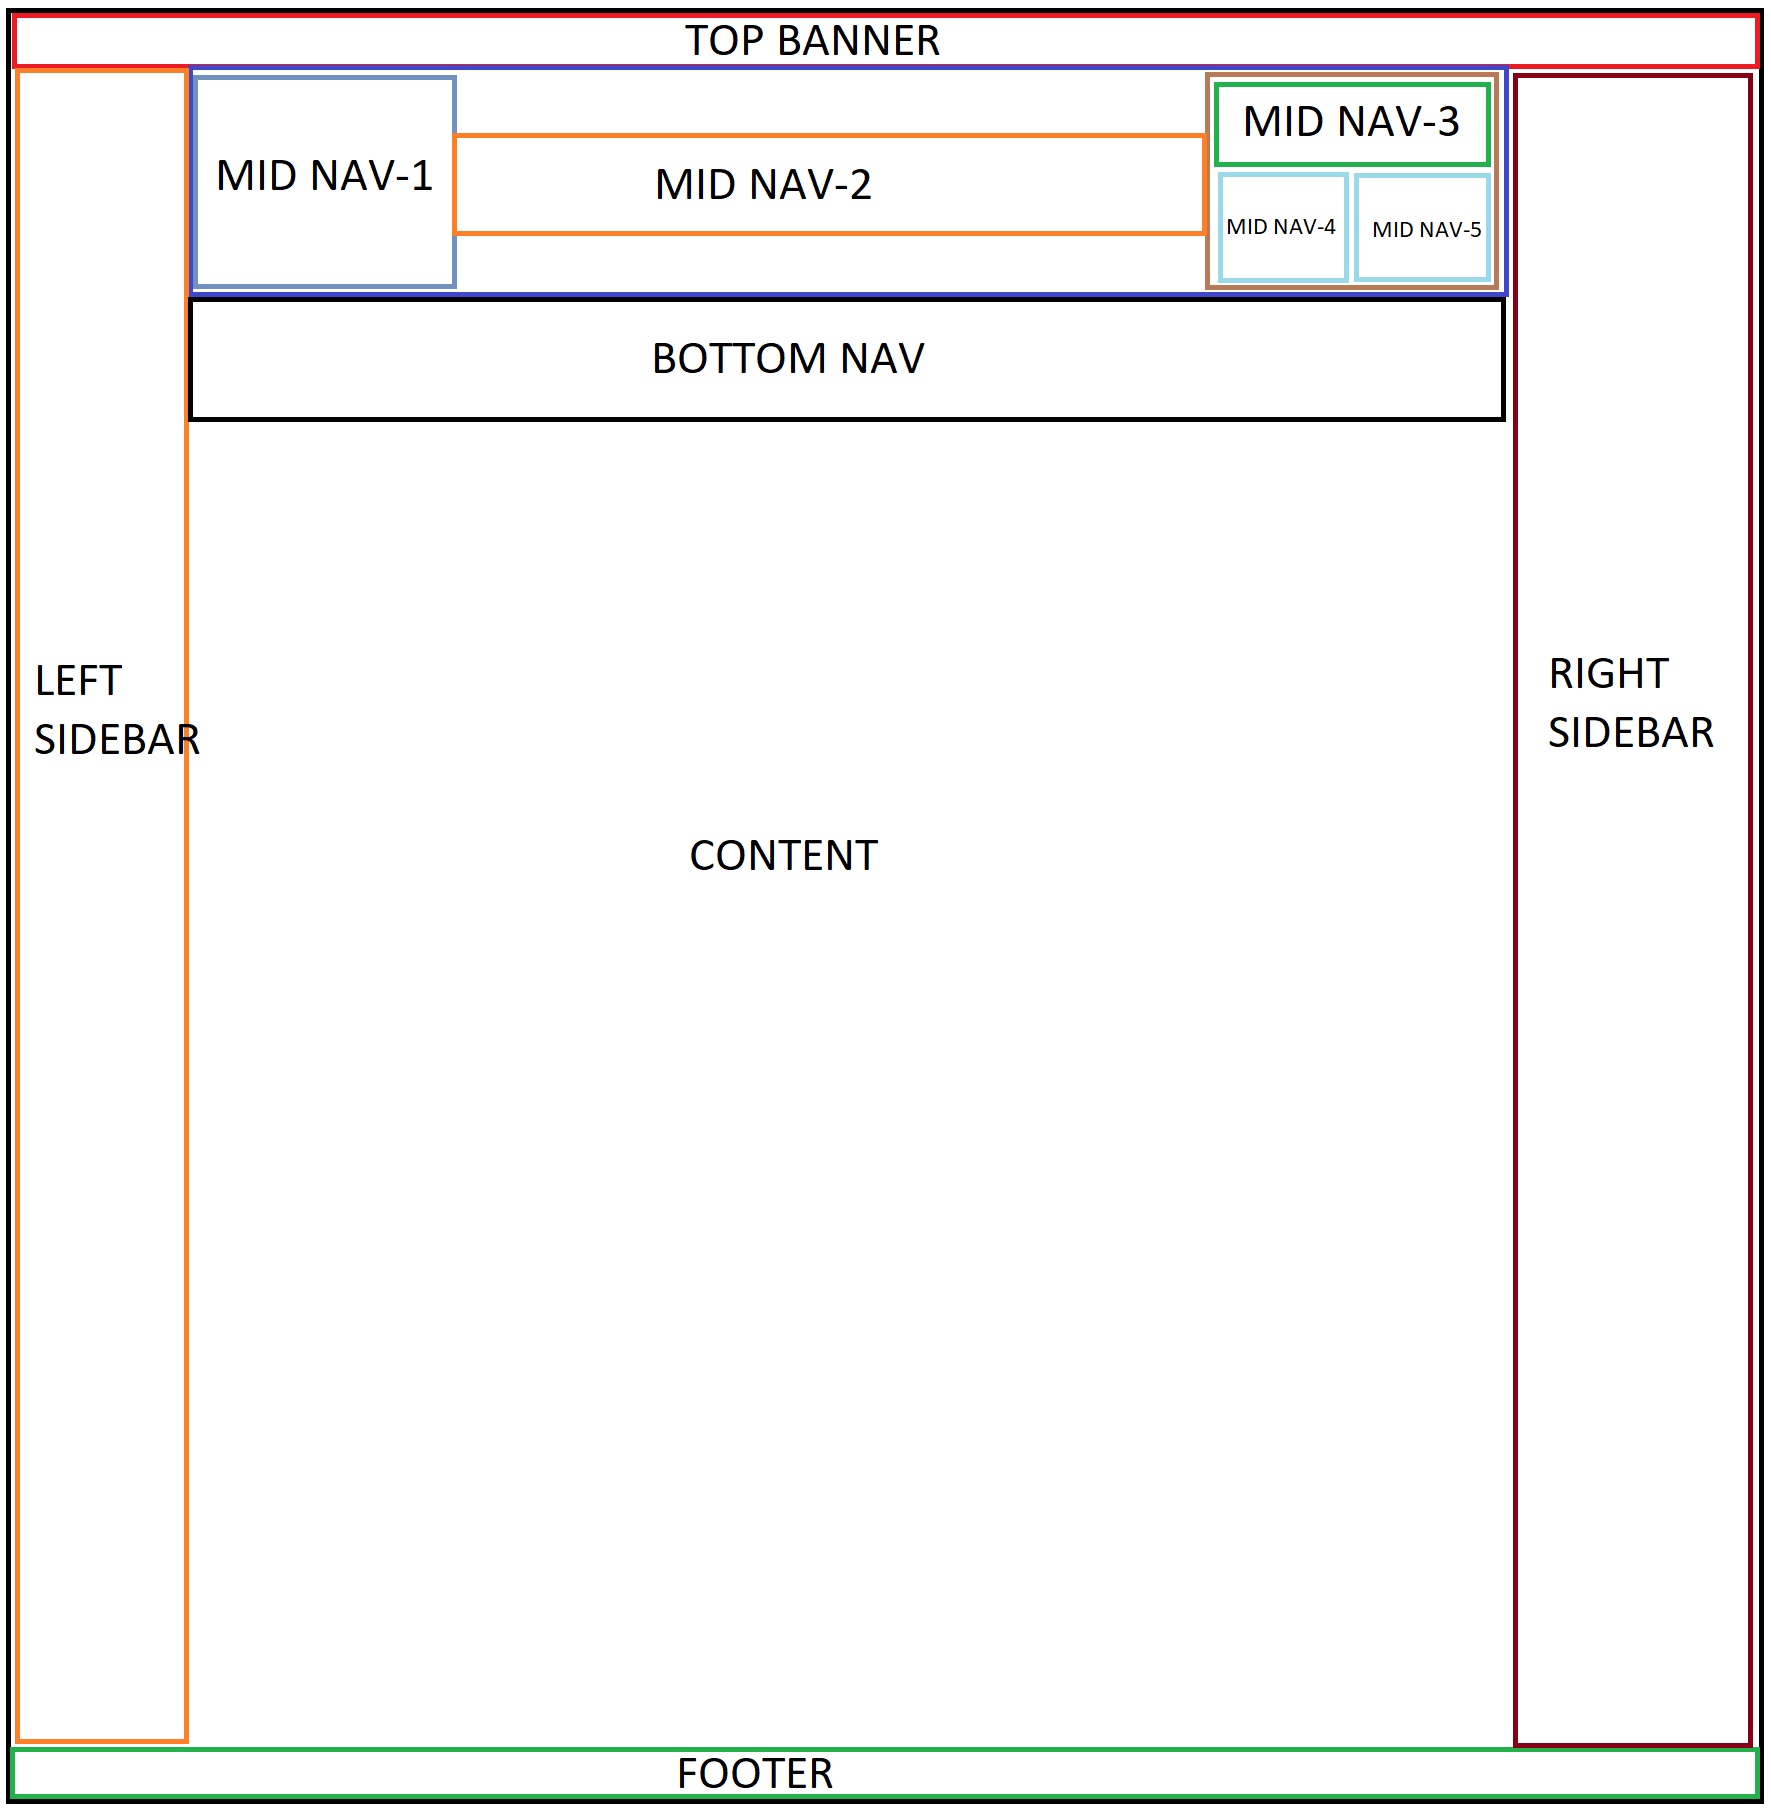 TOP BANNER
MID NAV-1
MID NAV-2
MID NAV-3
MID NAV-4
MID NAV-5
BOTTOM NAV
LEFT
SIDEBAR
RIGHT
SIDEBAR
CONTENT
FOOTER